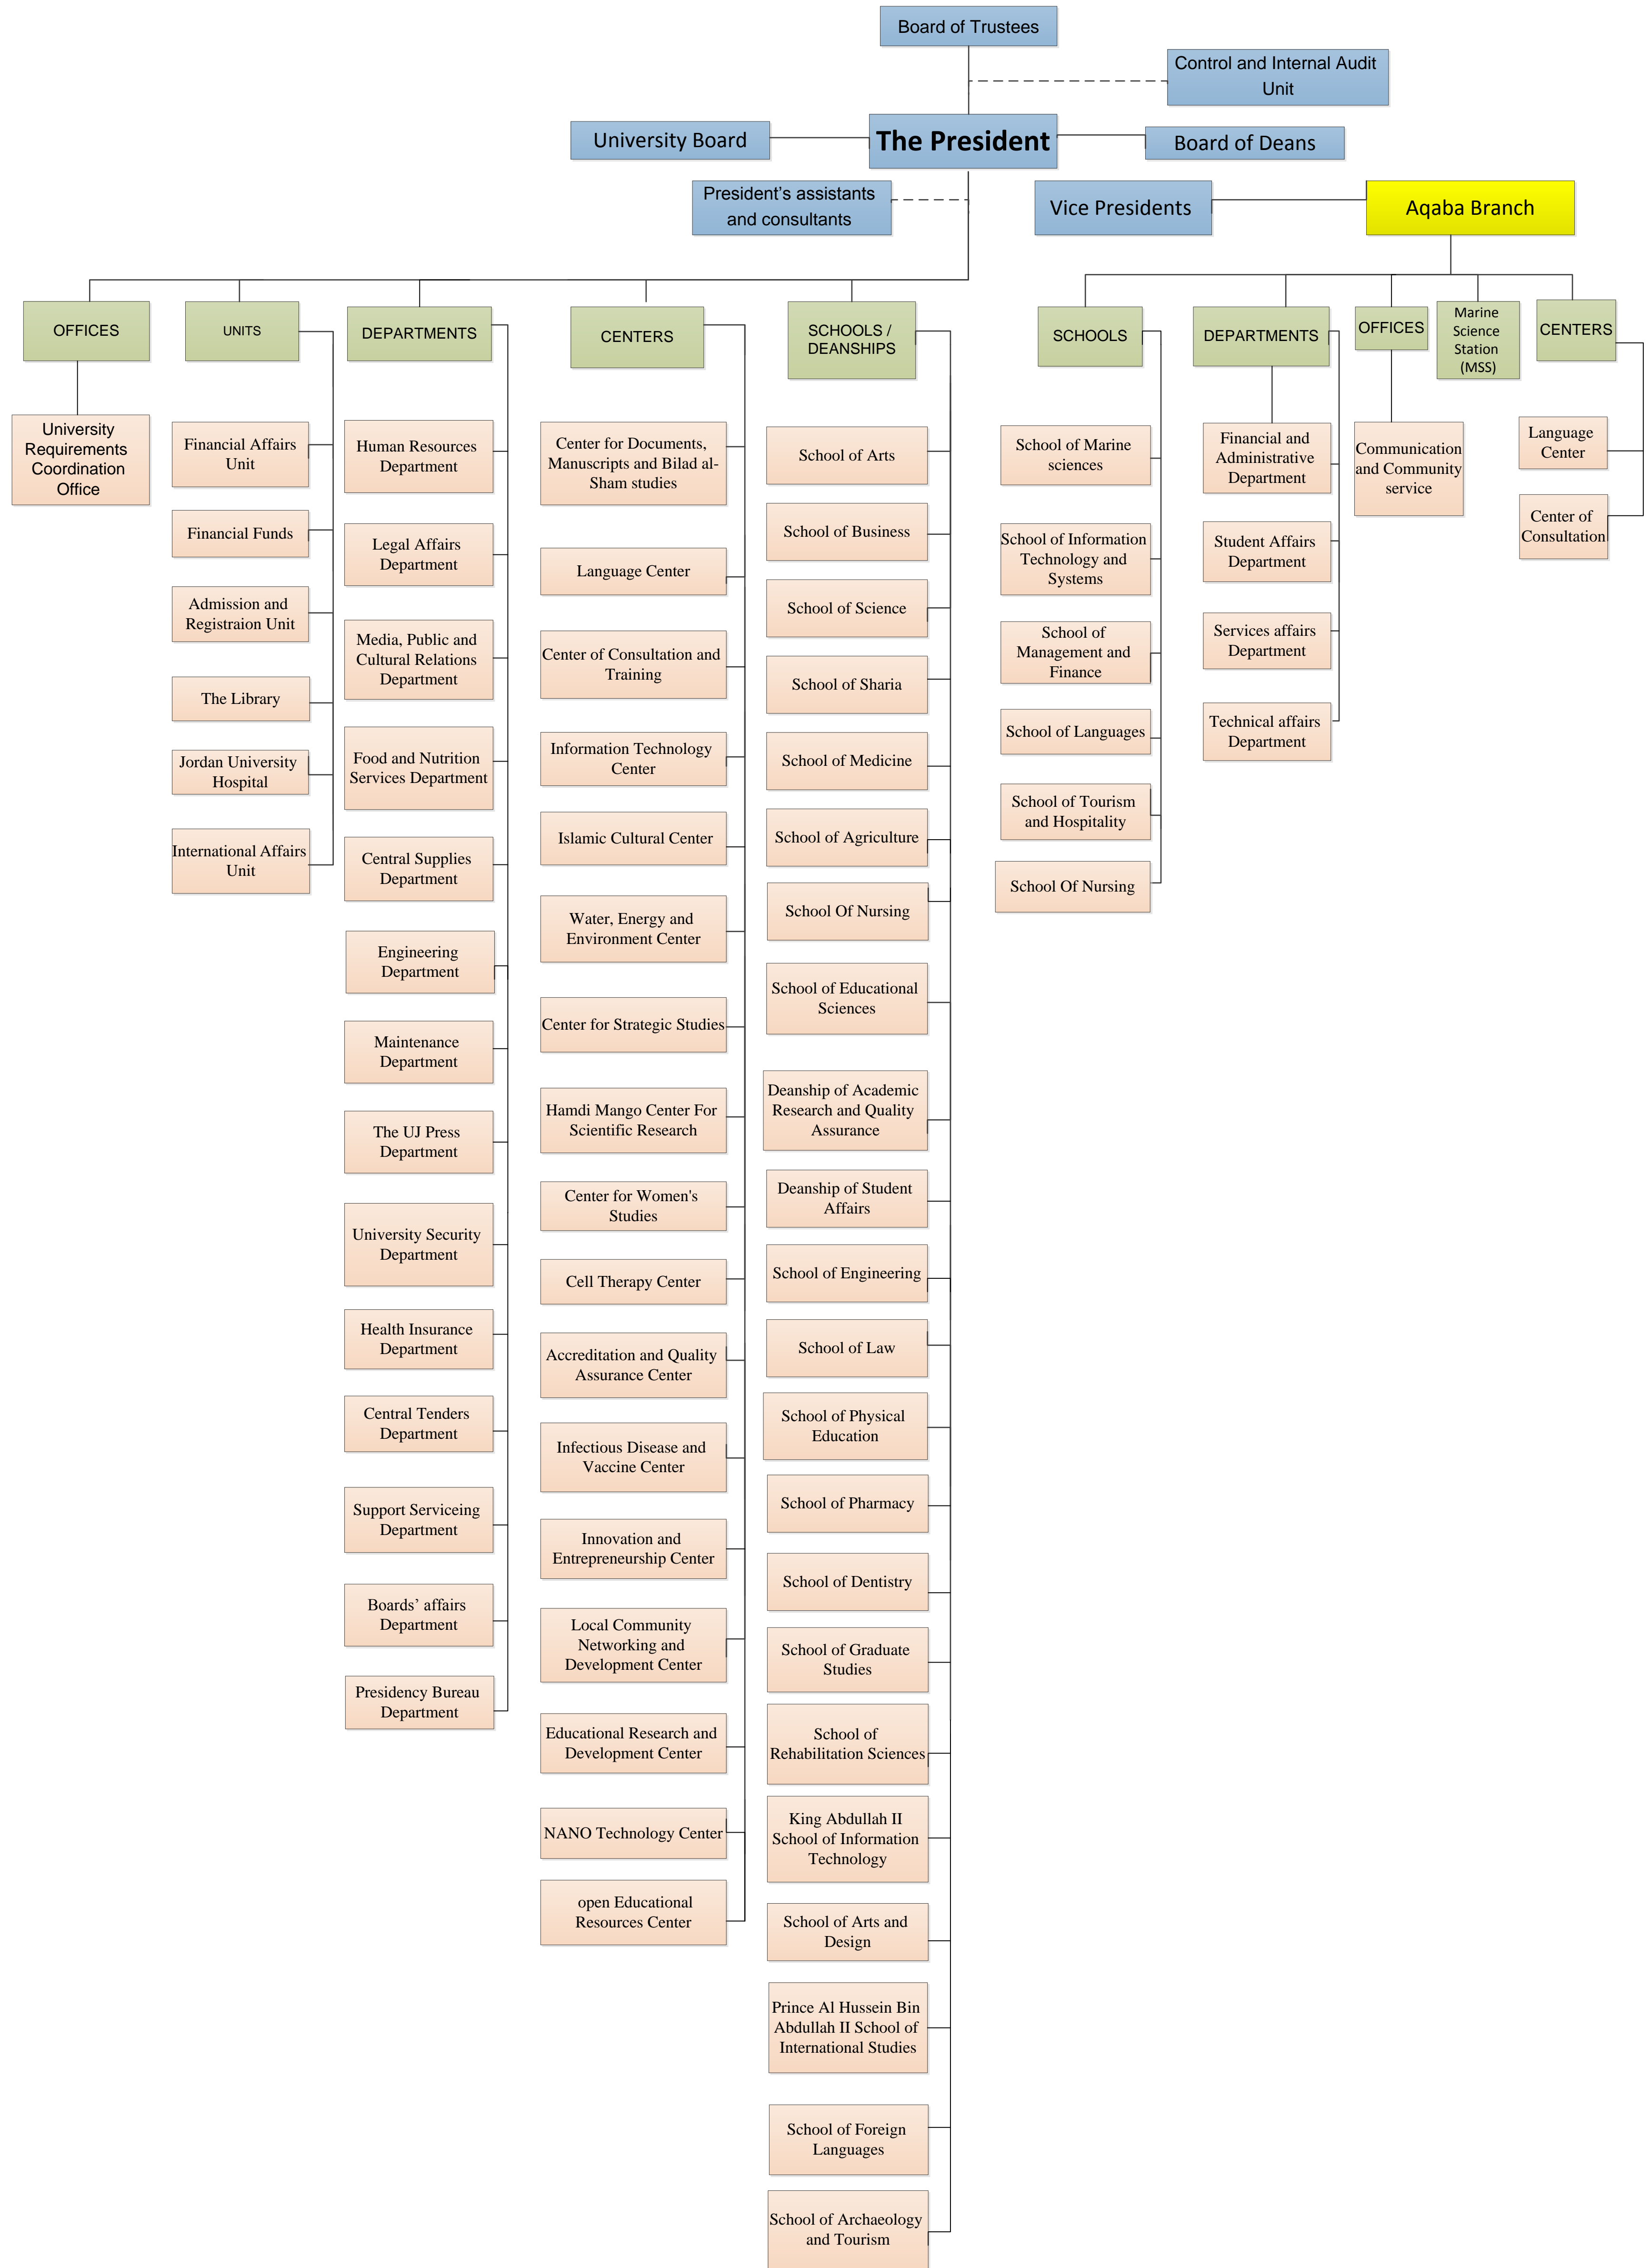 Board of Trustees
Control and Internal Audit
Unit
University Board
The President
Board of Deans
President’s assistants
and consultants
Vice Presidents
Aqaba Branch
OFFICES
University
Requirements
Coordination
Office
UNITS
Financial Affairs
Unit
Financial Funds
Admission and
Registraion Unit
The Library
Jordan University
Hospital
International Affairs
Unit
DEPARTMENTS
Human Resources
Department
Legal Affairs
Department
Media, Public and
Cultural Relations
Department
Food and Nutrition
Services Department
Central Supplies
Department
Engineering
Department
Maintenance
Department
The UJ Press
Department
University Security
Department
Health Insurance
Department
Central Tenders
Department
Support Serviceing
Department
Boards’ affairs
Department
Presidency Bureau
Department
CENTERS
Center for Documents,
Manuscripts and Bilad al-
Sham studies
Language Center
Center of Consultation and
Training
Information Technology
Center
Islamic Cultural Center
Water, Energy and
Environment Center
Center for Strategic Studies
Hamdi Mango Center For
Scientific Research
Center for Women's
Studies
Cell Therapy Center
Accreditation and Quality
Assurance Center
Infectious Disease and
Vaccine Center
Innovation and
Entrepreneurship Center
Local Community
Networking and
Development Center
Educational Research and
Development Center
NANO Technology Center
open Educational
Resources Center
SCHOOLS /
DEANSHIPS
School of Arts
School of Business
School of Science
School of Sharia
School of Medicine
School of Agriculture
School Of Nursing
School of Educational
Sciences
Deanship of Academic
Research and Quality
Assurance
Deanship of Student
Affairs
School of Engineering
School of Law
School of Physical
Education
School of Pharmacy
School of Dentistry
School of Graduate
Studies
School of
Rehabilitation Sciences
King Abdullah II
School of Information
Technology
School of Arts and
Design
Prince Al Hussein Bin
Abdullah II School of
International Studies
School of Foreign
Languages
School of Archaeology
and Tourism
SCHOOLS
School of Marine
sciences
School of Information
Technology and
Systems
School of
Management and
Finance
School of Languages
School of Tourism
and Hospitality
School Of Nursing
DEPARTMENTS
Financial and
Administrative
Department
Student Affairs
Department
Services affairs
Department
Technical affairs
Department
OFFICES
Communication
and Community
service
Marine
Science
Station
(MSS)
CENTERS
Language
Center
Center of
Consultation